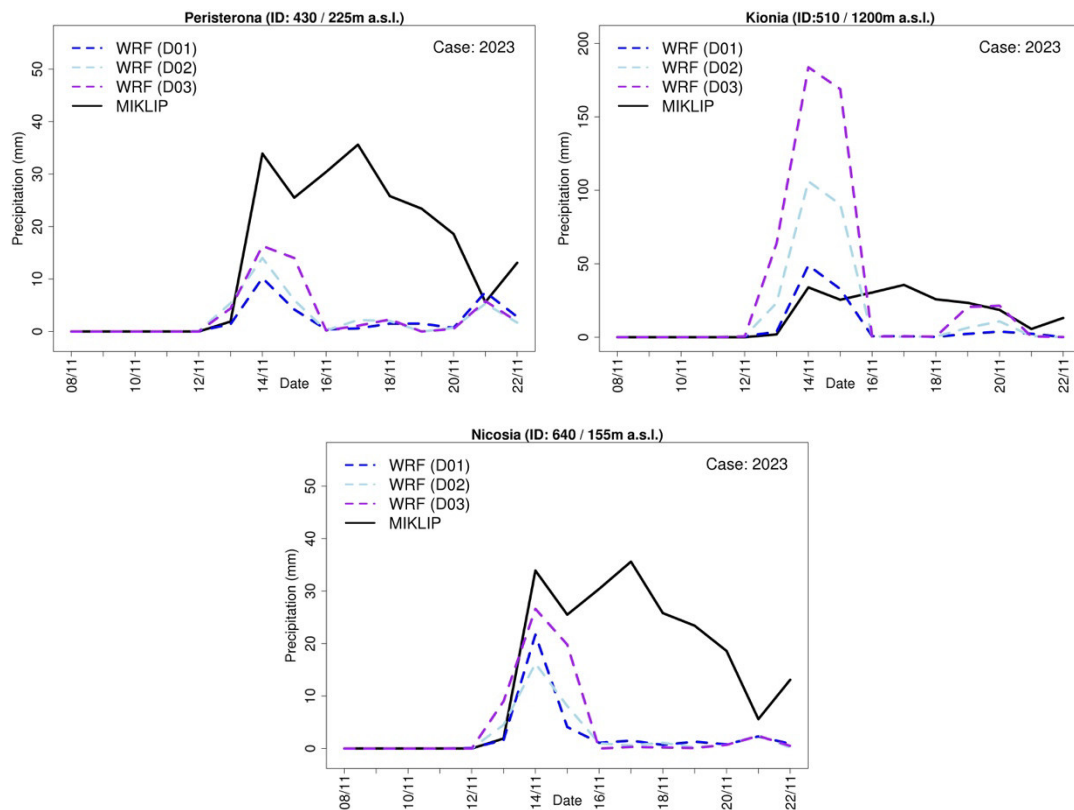 Peristerona (ID: 430 / 225m a.s.l.)
WRF (D01)
WRF (D02)
WRF (D03)
MIKLIP
Case: 2023
Precipitation (mm)
50
40
30
20
10
0
08/11
10/11
12/11
14/11
16/11
18/11
20/11
22/11
Date
Kionia (ID:510 / 1200m a.s.l.)
WRF (D01)
WRF (D02)
WRF (D03)
MIKLIP
Case: 2023
Precipitation (mm)
200
150
100
50
0
08/11
10/11
12/11
14/11
16/11
18/11
20/11
22/11
Date
Nicosia (ID: 640 / 155m a.s.l.)
WRF (D01)
WRF (D02)
WRF (D03)
MIKLIP
Case: 2023
Precipitation (mm)
50
40
30
20
10
0
08/11
10/11
12/11
14/11
16/11
18/11
20/11
22/11
Date